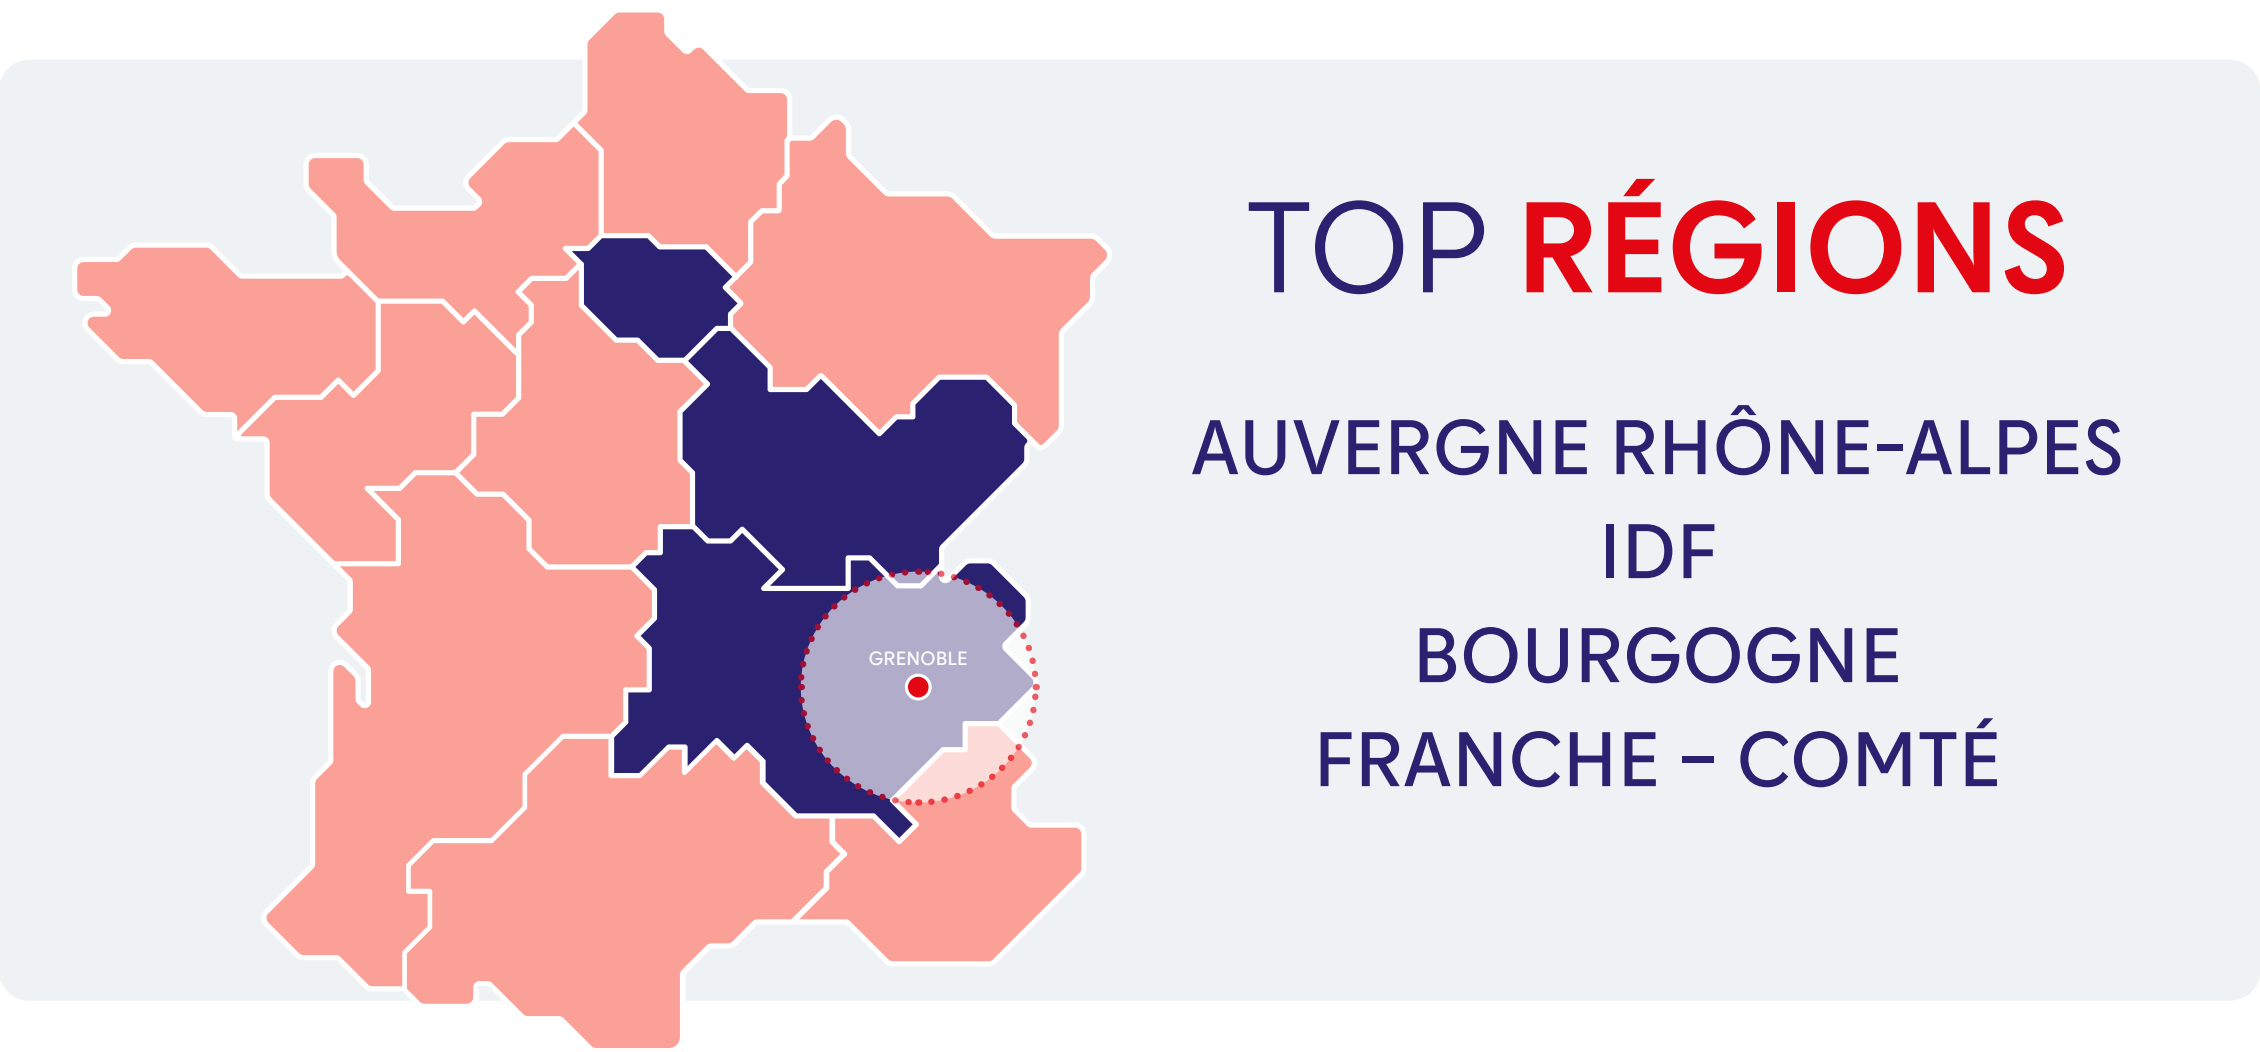 TOP RÉGIONS
AUVERGNE RHÔNE-ALPES
IDF
BOURGOGNE
FRANCHE - COMTÉ
GRENOBLE